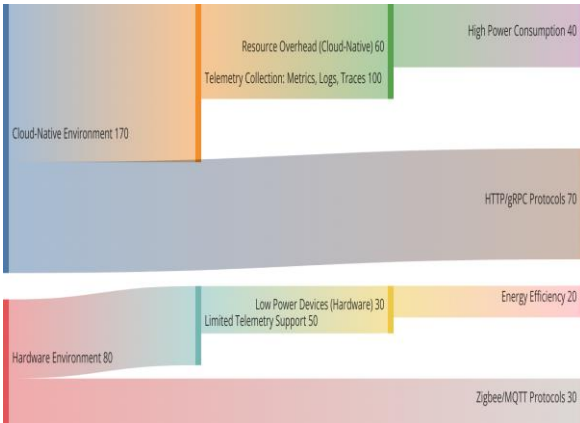 High Power Consumption 40
Resource Overhead (Cloud-Native) 60
Telemetry Collection: Metrics, Logs, Traces 100
Cloud-Native Environment 170
HTTP/gRPC Protocols 70
Energy Efficiency 20
Low Power Devices (Hardware) 30
Limited Telemetry Support 50
Hardware Environment 80
Zigbee/MQTT Protocols 30